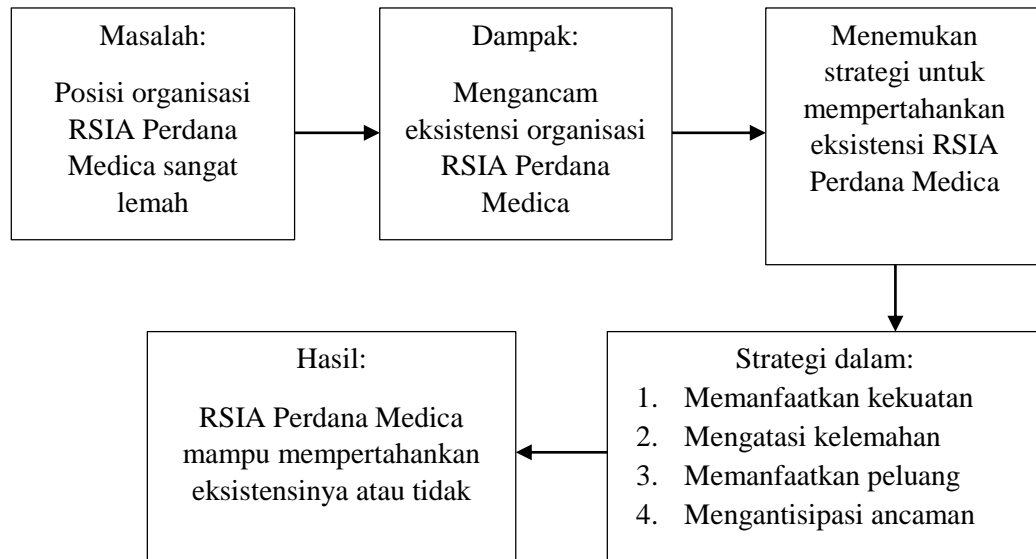 Masalah:
Posisi organisasi
RSIA Perdana
Medica sangat
lemah
Dampak:
Mengancam
eksistensi organisasi
RSIA Perdana
Medica
Menemukan
strategi untuk
mempertahankan
eksistensi RSIA
Perdana Medica
Strategi dalam:
1. Memanfaatkan kekuatan
2. Mengatasi kelemahan
3. Memanfaatkan peluang
4. Mengantisipasi ancaman
Hasil:
RSIA Perdana Medica
mampu mempertahankan
eksistensinya atau tidak